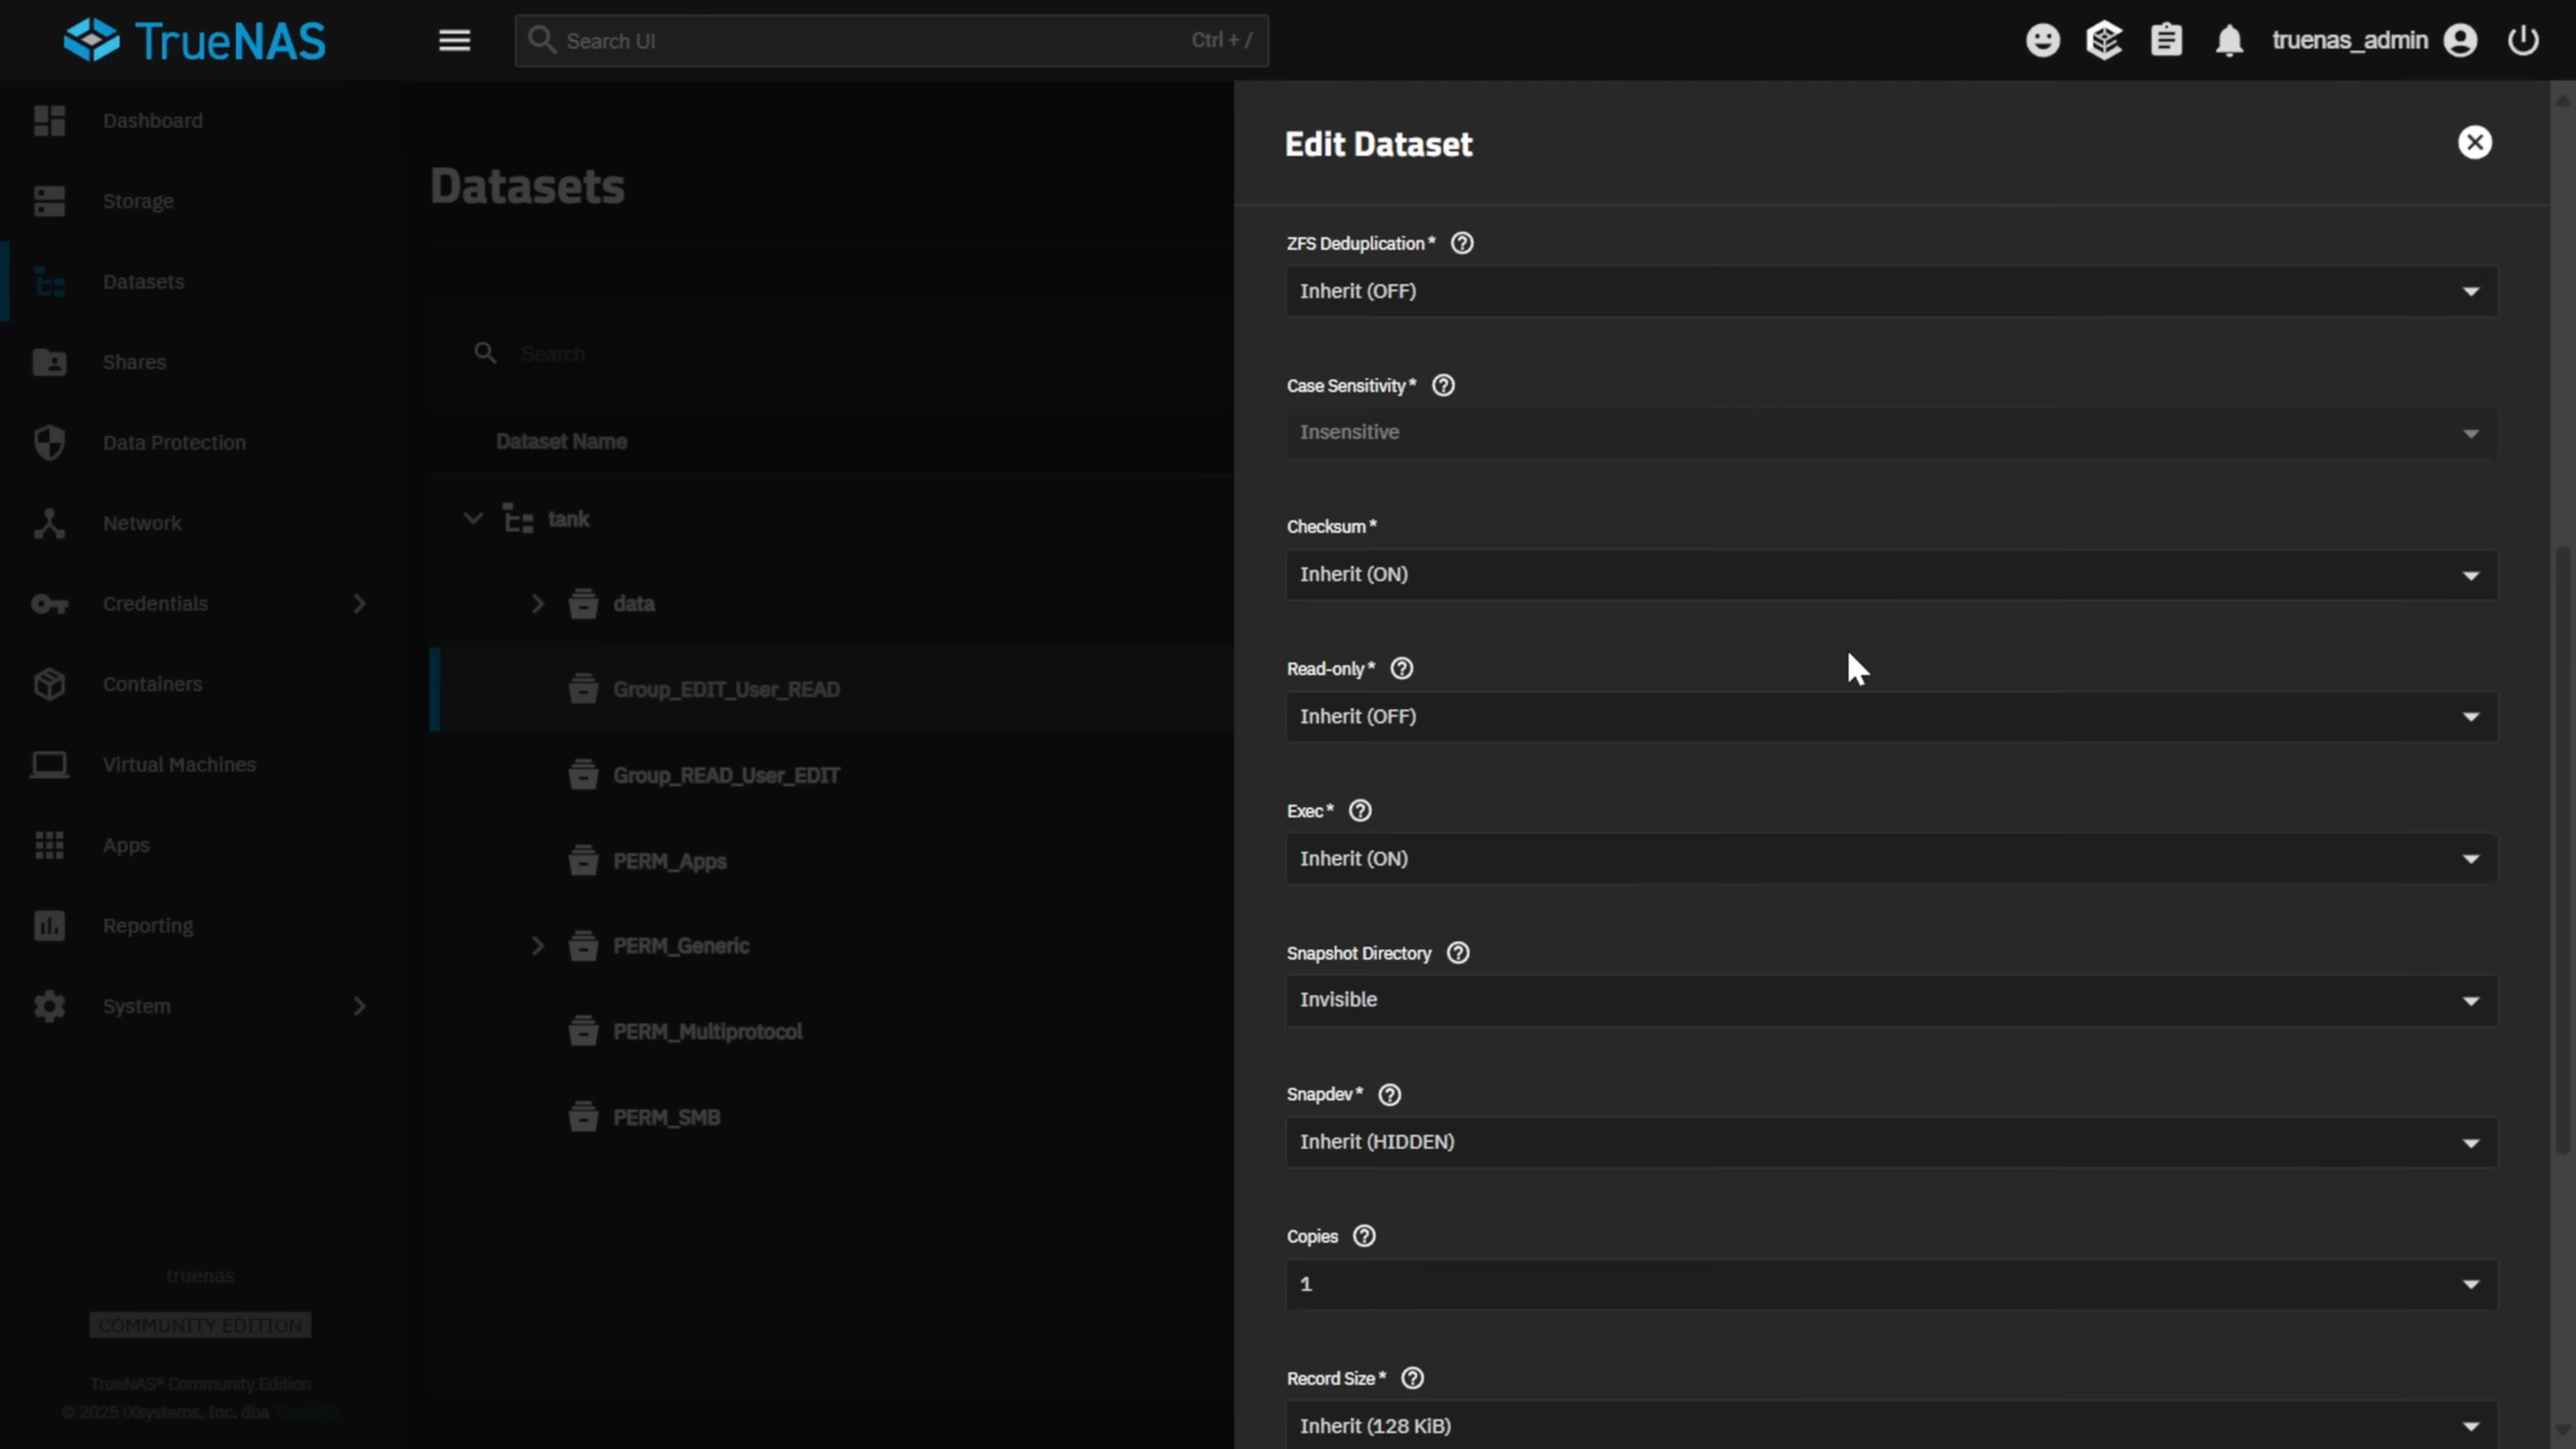 TrueNAS
Search UI
Ctrl + /
truenas_admin
Dashboard
Storage
Datasets
Shares
Data Protection
Network
Credentials
Containers
Virtual Machines
Apps
Reporting
System
truenas
COMMUNITY EDITION
TrueNAS® Community Edition
© 2025 iXsystems, Inc. dba
Datasets
Search
Dataset Name
tank
data
Group_EDIT_User_READ
Group_READ_User_EDIT
PERM_Apps
PERM_Generic
PERM_Multiprotocol
PERM_SMB
Edit Dataset
ZFS Deduplication*
Inherit (OFF)
Case Sensitivity*
Insensitive
Checksum*
Inherit (ON)
Read-only*
Inherit (OFF)
Exec*
Inherit (ON)
Snapshot Directory
Invisible
Snapdev*
Inherit (HIDDEN)
Copies
1
Record Size*
Inherit (128 KiB)